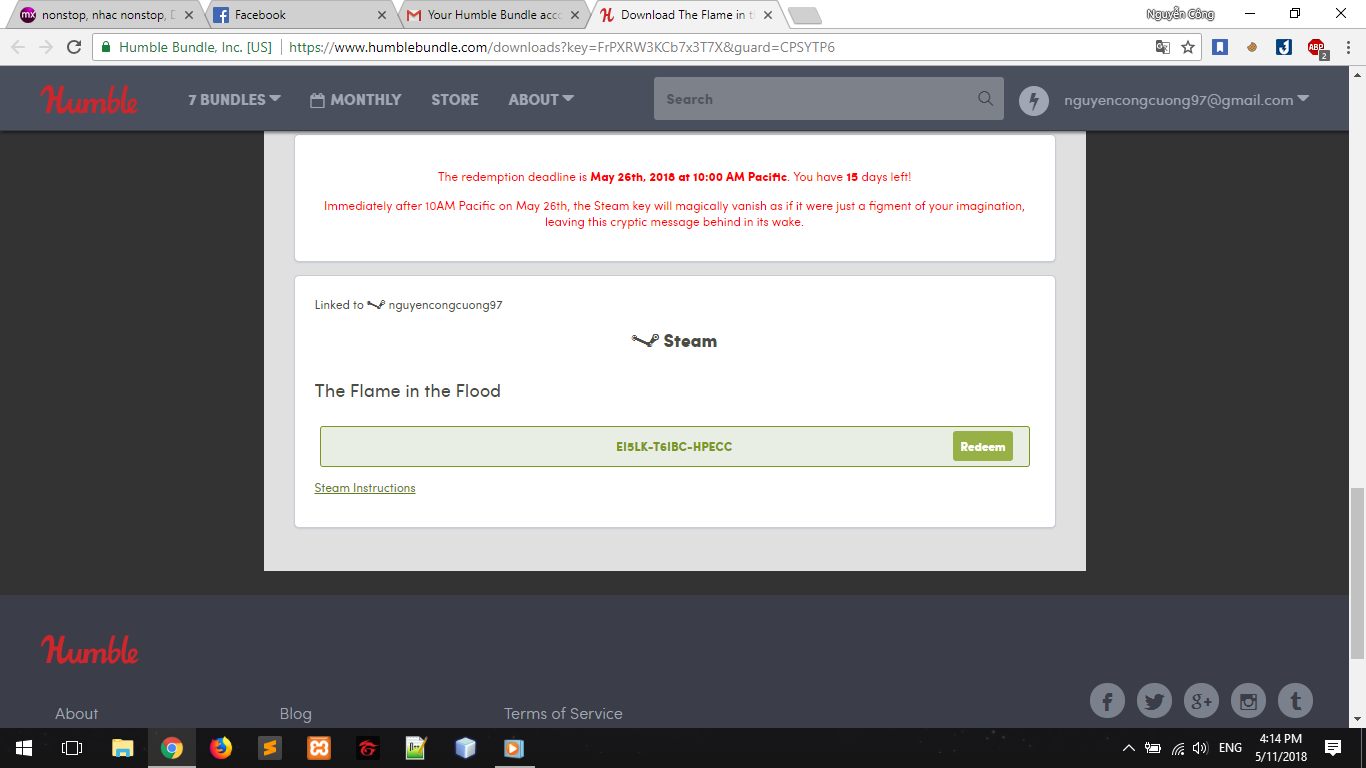 nonstop, nhac nonstop, D
Facebook
Your Humble Bundle acco
Download The Flame in t
Nguyễn Công
Humble Bundle, Inc. [US]
https://www.humblebundle.com/downloads?key=FrPXRW3KCb7x3T7X&guard=CPSYTP6
ABP
2
Humble
7 BUNDLES
MONTHLY
STORE
ABOUT
Search
nguyencongcuong97@gmail.com
The redemption deadline is May 26th, 2018 at 10:00 AM Pacific. You have 15 days left!
Immediately after 10AM Pacific on May 26th, the Steam key will magically vanish as if it were just a figment of your imagination,
leaving this cryptic message behind in its wake.
Linked to nguyencongcuong97
Steam
The Flame in the Flood
EI5LK-T6IBC-HPECC
Redeem
Steam Instructions
Humble
About
Blog
Terms of Service
ENG
4:14 PM
5/11/2018